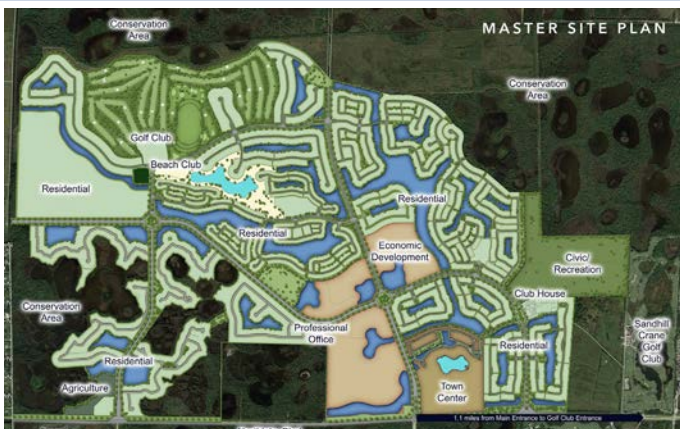 MASTER SITE PLAN
Conservation
Area
Conservation
Area
Golf Club
Beach Club
Residential
Residential
Residential
Economic
Development
Civic/
Recreation
Club House
Conservation
Area
Professional
Office
Sandhill
Crane
Golf
Club
Residential
Residential
Agriculture
Town
Center
1.1 miles from Main Entrance to Golf Club Entrance